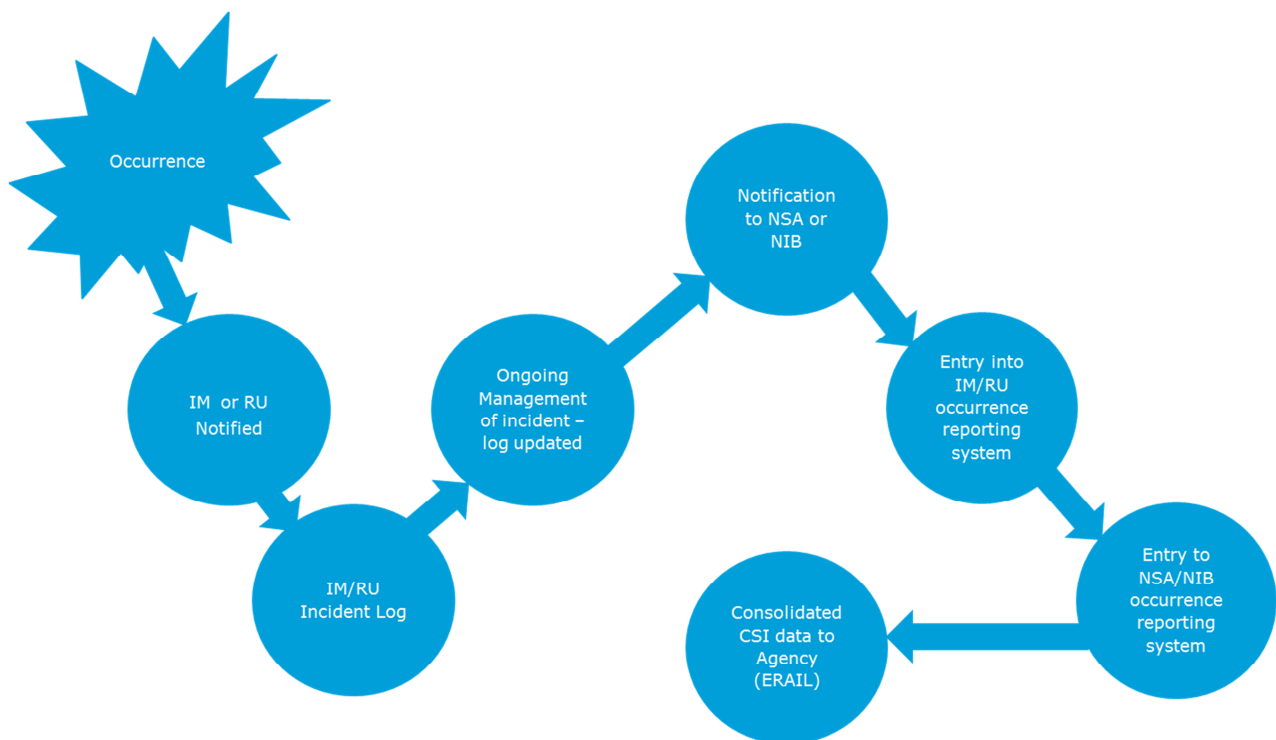 Occurrence
IM or RU
Notified
IM/RU
Incident Log
Ongoing
Management
of incident –
log updated
Notification
to NSA or
NIB
Entry into
IM/RU
occurrence
reporting
system
Entry to
NSA/NIB
occurrence
reporting
system
Consolidated
CSI data to
Agency
(ERAIL)